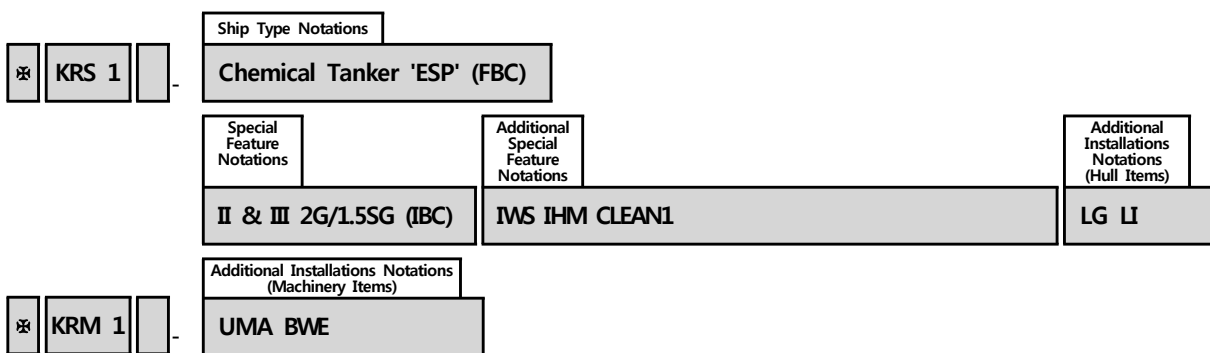 Ship Type Notations
✠ KRS 1 - Chemical Tanker 'ESP' (FBC)
Special
Feature
Notations
Additional
Special
Feature
Notations
Additional
Installations
Notations
(Hull Items)
II & III 2G/1.5SG (IBC) IWS IHM CLEAN1 LG LI
Additional Installations Notations
(Machinery Items)
✠ KRM 1 - UMA BWE